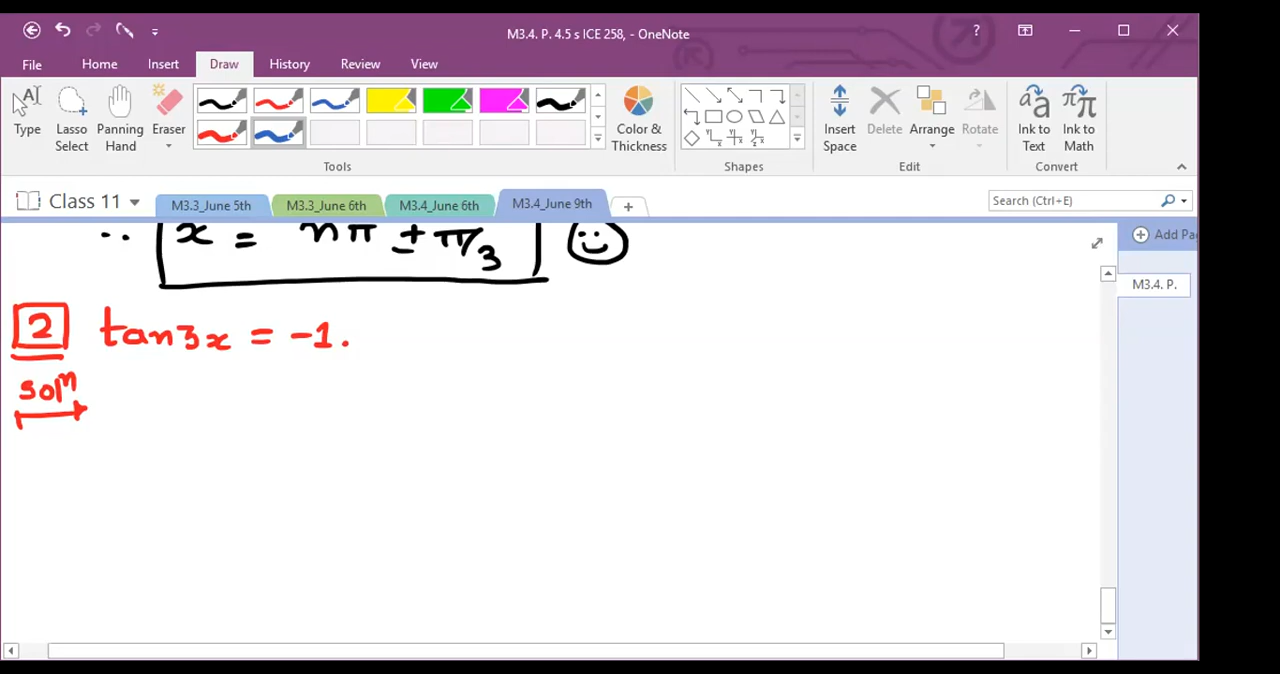 M3.4. P. 4.5 s ICE 258, - OneNote
?
File Home Insert Draw History Review View
Type Lasso Select Panning Hand Eraser Color & Thickness Insert Space Delete Arrange Rotate Ink to Text Ink to Math
Tools Shapes Edit Convert
Class 11 M3.3_June 5th M3.3_June 6th M3.4_June 6th M3.4_June 9th + Search (Ctrl+E)
Add Pa
M3.4. P.
∴ x = nπ ± π/3
2 tan3x = -1.
solⁿ